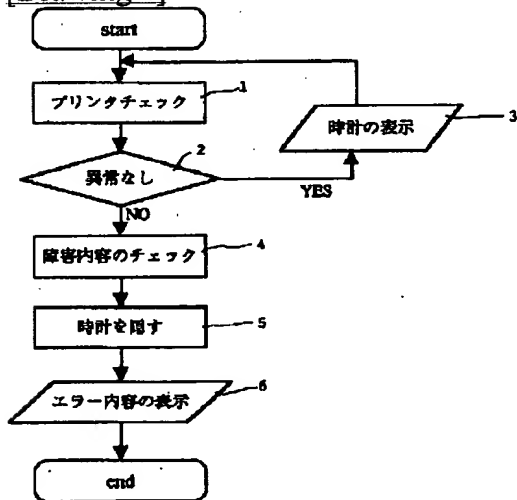 start
プリンタチェック
1
時計の表示
3
異常なし
2
YES
NO
障害内容のチェック
4
時計を隠す
5
エラー内容の表示
6
end